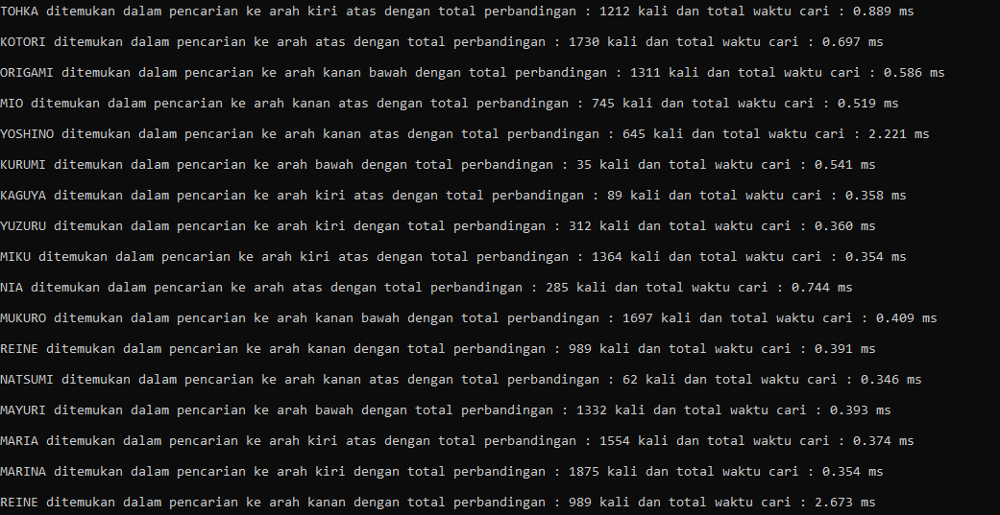 TOHKA ditemukan dalam pencarian ke arah kiri atas dengan total perbandingan : 1212 kali dan total waktu cari : 0.889 ms
KOTORI ditemukan dalam pencarian ke arah atas dengan total perbandingan : 1730 kali dan total waktu cari : 0.697 ms
ORIGAMI ditemukan dalam pencarian ke arah kanan bawah dengan total perbandingan : 1311 kali dan total waktu cari : 0.586 ms
MIO ditemukan dalam pencarian ke arah kanan atas dengan total perbandingan : 745 kali dan total waktu cari : 0.519 ms
YOSHINO ditemukan dalam pencarian ke arah kanan atas dengan total perbandingan : 645 kali dan total waktu cari : 2.221 ms
KURUMI ditemukan dalam pencarian ke arah bawah dengan total perbandingan : 35 kali dan total waktu cari : 0.541 ms
KAGUYA ditemukan dalam pencarian ke arah kiri atas dengan total perbandingan : 89 kali dan total waktu cari : 0.358 ms
YUZURU ditemukan dalam pencarian ke arah kiri dengan total perbandingan : 312 kali dan total waktu cari : 0.360 ms
MIKU ditemukan dalam pencarian ke arah kiri atas dengan total perbandingan : 1364 kali dan total waktu cari : 0.354 ms
NIA ditemukan dalam pencarian ke arah atas dengan total perbandingan : 285 kali dan total waktu cari : 0.744 ms
MUKURO ditemukan dalam pencarian ke arah kanan bawah dengan total perbandingan : 1697 kali dan total waktu cari : 0.409 ms
REINE ditemukan dalam pencarian ke arah kanan dengan total perbandingan : 989 kali dan total waktu cari : 0.391 ms
NATSUMI ditemukan dalam pencarian ke arah kanan atas dengan total perbandingan : 62 kali dan total waktu cari : 0.346 ms
MAYURI ditemukan dalam pencarian ke arah bawah dengan total perbandingan : 1332 kali dan total waktu cari : 0.393 ms
MARIA ditemukan dalam pencarian ke arah kiri atas dengan total perbandingan : 1554 kali dan total waktu cari : 0.374 ms
MARINA ditemukan dalam pencarian ke arah kiri dengan total perbandingan : 1875 kali dan total waktu cari : 0.354 ms
REINE ditemukan dalam pencarian ke arah kanan dengan total perbandingan : 989 kali dan total waktu cari : 2.673 ms